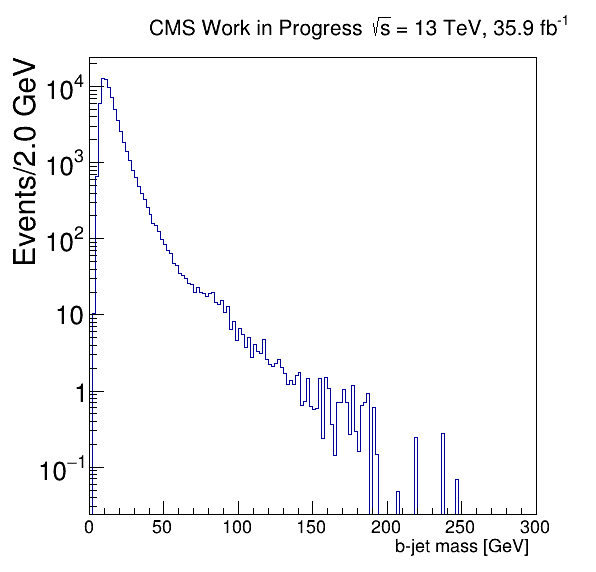 CMS Work in Progress √s = 13 TeV, 35.9 fb⁻¹
Events/2.0 GeV
10⁴
10³
10²
10
1
10⁻¹
0 50 100 150 200 250 300
b-jet mass [GeV]